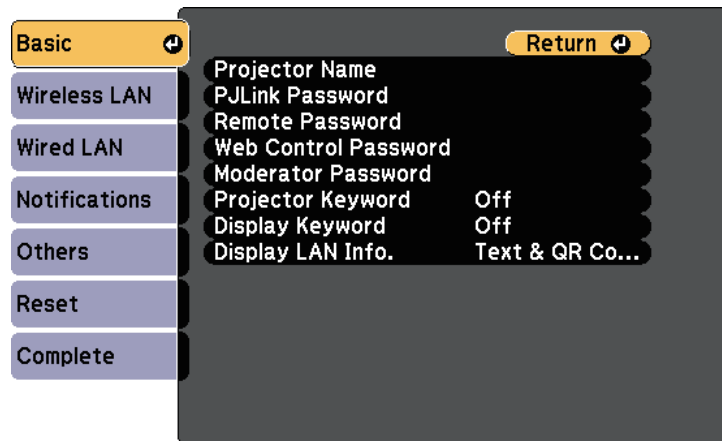 Basic
Return
Projector Name
Wireless LAN
PJLink Password
Remote Password
Wired LAN
Web Control Password
Moderator Password
Notifications
Projector Keyword Off
Display Keyword Off
Others
Display LAN Info. Text & QR Co...
Reset
Complete